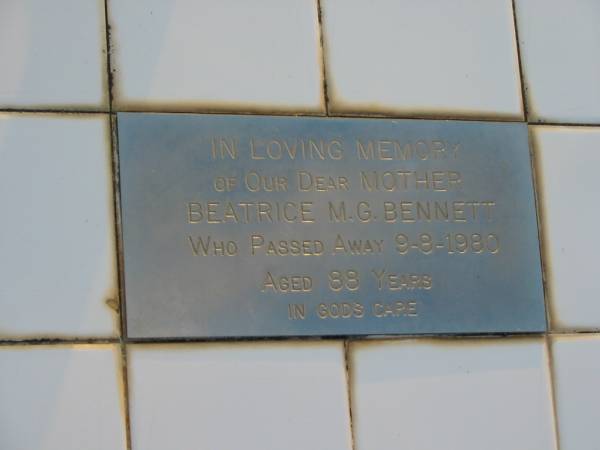 IN LOVING MEMORY
OF OUR DEAR MOTHER
BEATRICE M.G. BENNETT
WHO PASSED AWAY 9-8-1980
AGED 88 YEARS
IN GOD'S CARE